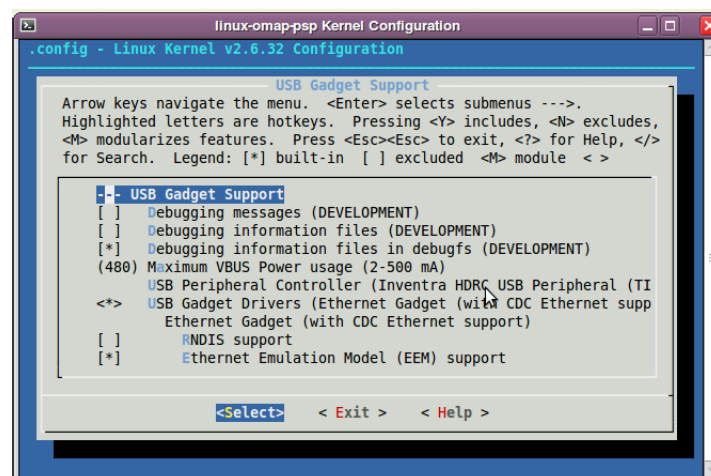 linux-omap-psp Kernel Configuration
.config - Linux Kernel v2.6.32 Configuration
USB Gadget Support
Arrow keys navigate the menu.  <Enter> selects submenus --->.
Highlighted letters are hotkeys.  Pressing <Y> includes, <N> excludes,
<M> modularizes features.  Press <Esc><Esc> to exit, <?> for Help, </>
for Search.  Legend: [*] built-in  [ ] excluded  <M> module  < >
--- USB Gadget Support
[ ]   Debugging messages (DEVELOPMENT)
[ ]   Debugging information files (DEVELOPMENT)
[*]   Debugging information files in debugfs (DEVELOPMENT)
(480) Maximum VBUS Power usage (2-500 mA)
USB Peripheral Controller (Inventra HDRC USB Peripheral (TI
<*>   USB Gadget Drivers (Ethernet Gadget (with CDC Ethernet supp
Ethernet Gadget (with CDC Ethernet support)
[ ]     RNDIS support
[*]     Ethernet Emulation Model (EEM) support
<Select>    < Exit >    < Help >